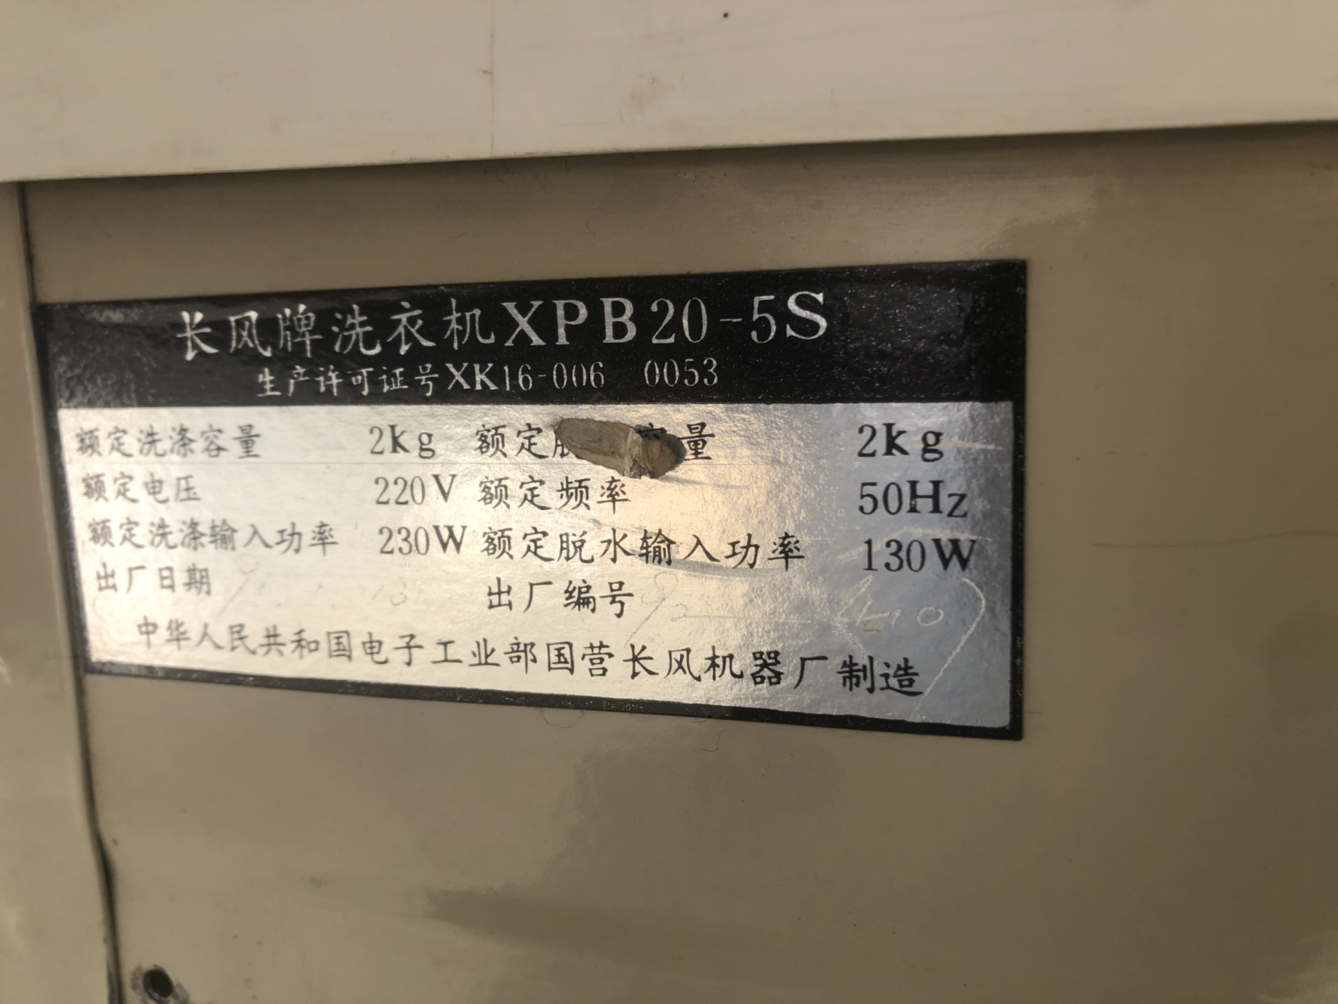 长风牌洗衣机XPB20-5S
生产许可证号XK16-006 0053
额定洗涤容量 2kg 额定 容量 2kg
额定电压 220V 额定频率 50Hz
额定洗涤输入功率 230W 额定脱水输入功率 130W
出厂日期 出厂编号
中华人民共和国电子工业部国营长风机器厂制造